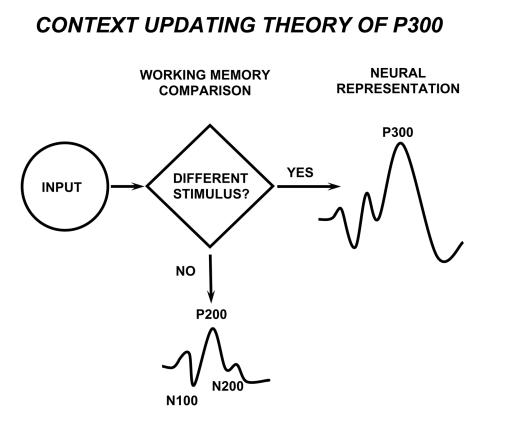 CONTEXT UPDATING THEORY OF P300
WORKING MEMORY
COMPARISON
NEURAL
REPRESENTATION
INPUT
DIFFERENT
STIMULUS?
YES
P300
NO
P200
N100
N200